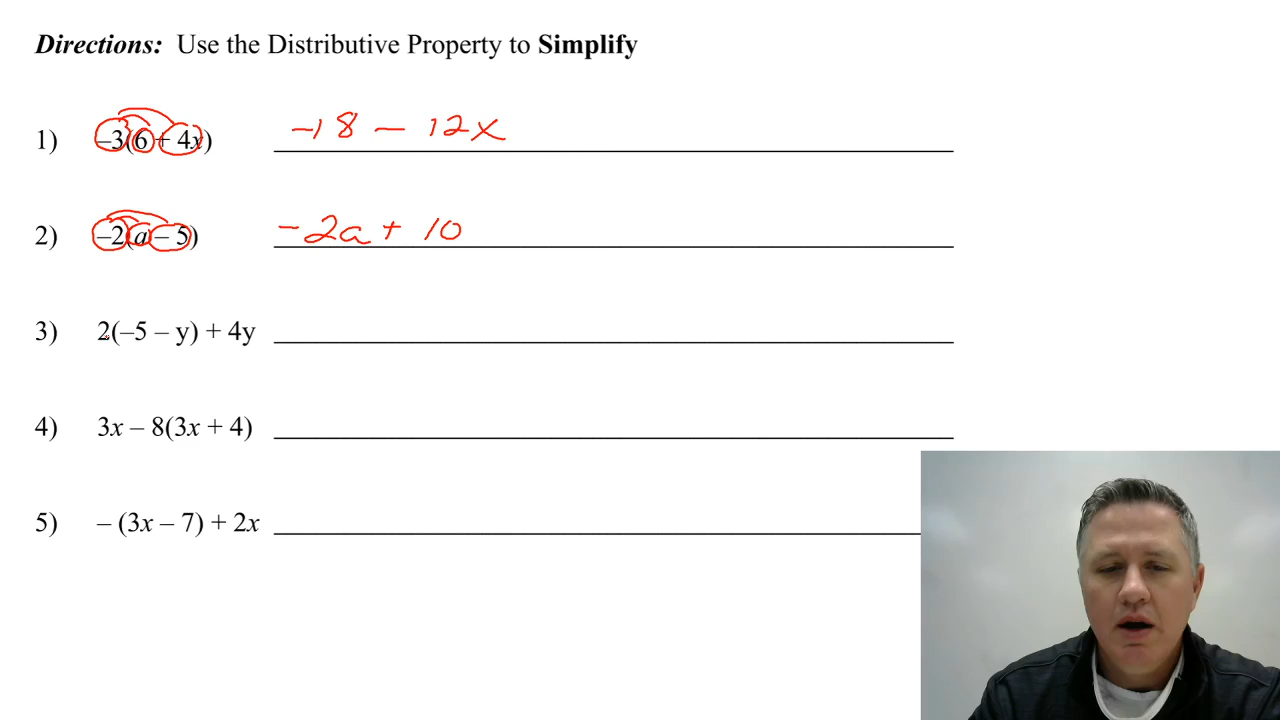 Directions: Use the Distributive Property to Simplify
1) –3(6 + 4x) -18 - 12x
2) –2(a – 5) -2a + 10
3) 2(–5 – y) + 4y
4) 3x – 8(3x + 4)
5) – (3x – 7) + 2x